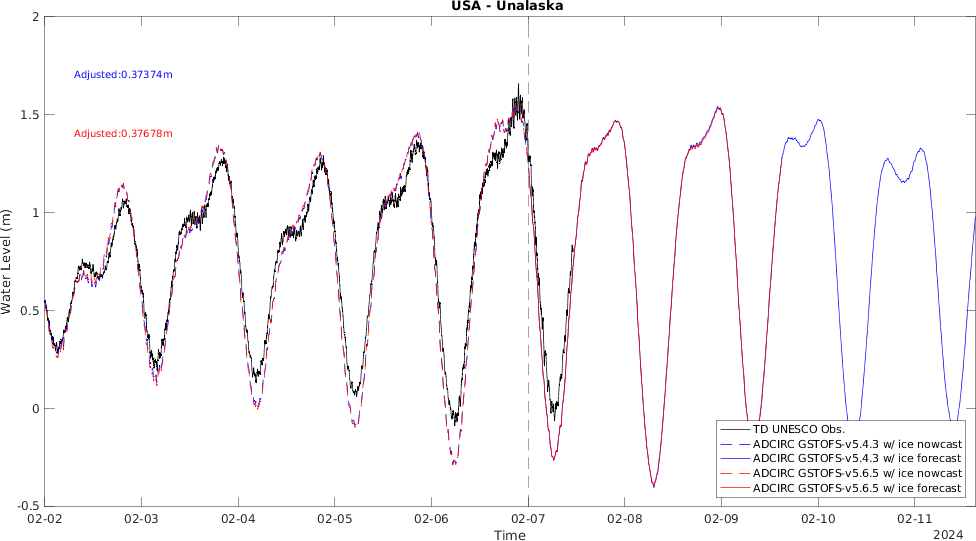 USA - Unalaska
2
1.5
1
0.5
0
-0.5
Water Level (m)
Adjusted:0.37374m
Adjusted:0.37678m
TD UNESCO Obs.
ADCIRC GSTOFS-v5.4.3 w/ ice nowcast
ADCIRC GSTOFS-v5.4.3 w/ ice forecast
ADCIRC GSTOFS-v5.6.5 w/ ice nowcast
ADCIRC GSTOFS-v5.6.5 w/ ice forecast
02-02 02-03 02-04 02-05 02-06 02-07 02-08 02-09 02-10 02-11
Time
2024